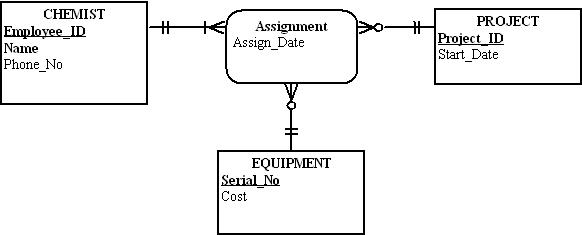 CHEMIST
Employee_ID
Name
Phone_No
Assignment
Assign_Date
PROJECT
Project_ID
Start_Date
EQUIPMENT
Serial_No
Cost